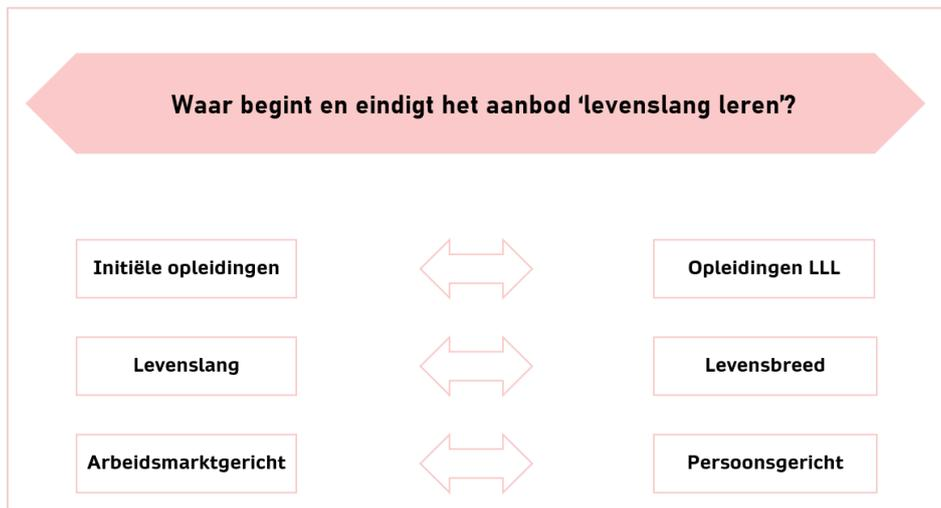 Waar begint en eindigt het aanbod ‘levenslang leren’?
Initiële opleidingen
Opleidingen LLL
Levenslang
Levensbreed
Arbeidsmarktgericht
Persoonsgericht